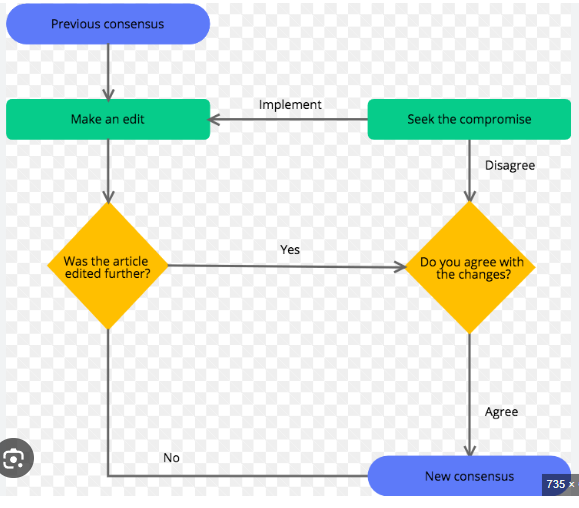 Previous consensus
Implement
Make an edit
Seek the compromise
Disagree
Was the article
edited further?
Yes
Do you agree with
the changes?
Agree
No
New consensus
735 ×